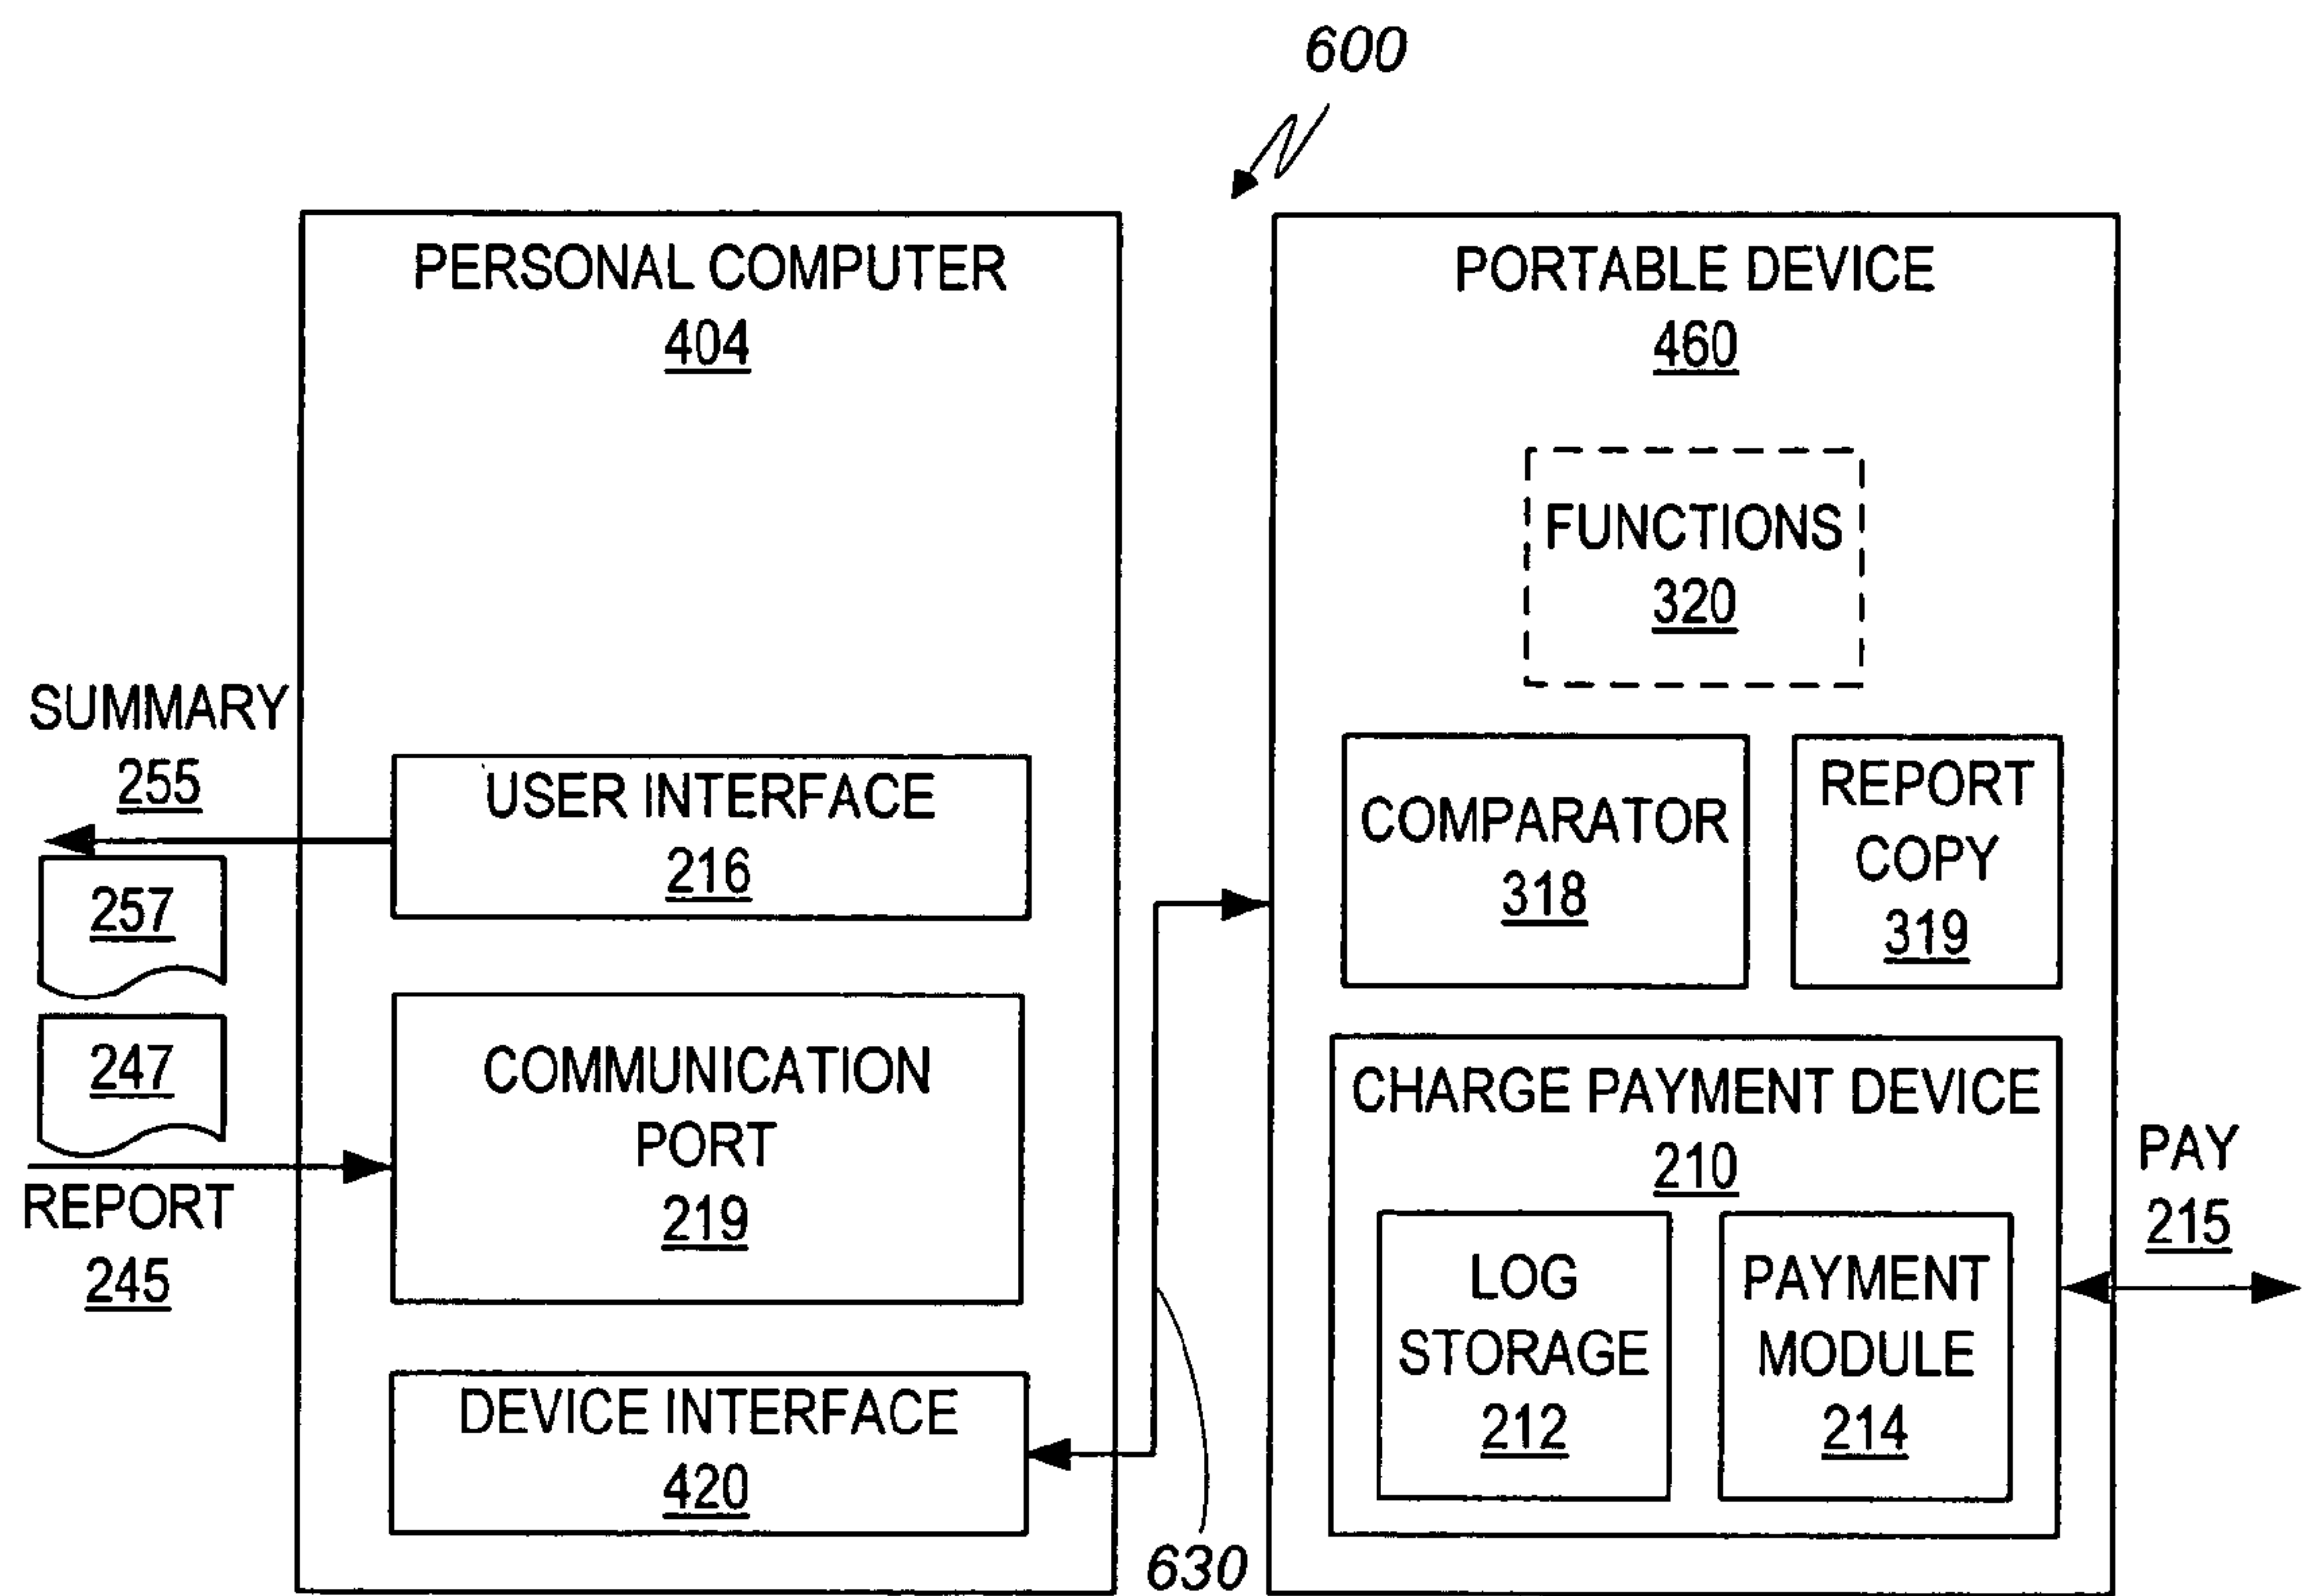 600
PERSONAL COMPUTER
404
SUMMARY
255
257
247
REPORT
245
USER INTERFACE
216
COMMUNICATION
PORT
219
DEVICE INTERFACE
420
630
PORTABLE DEVICE
460
FUNCTIONS
320
COMPARATOR
318
REPORT
COPY
319
CHARGE PAYMENT DEVICE
210
LOG
STORAGE
212
PAYMENT
MODULE
214
PAY
215